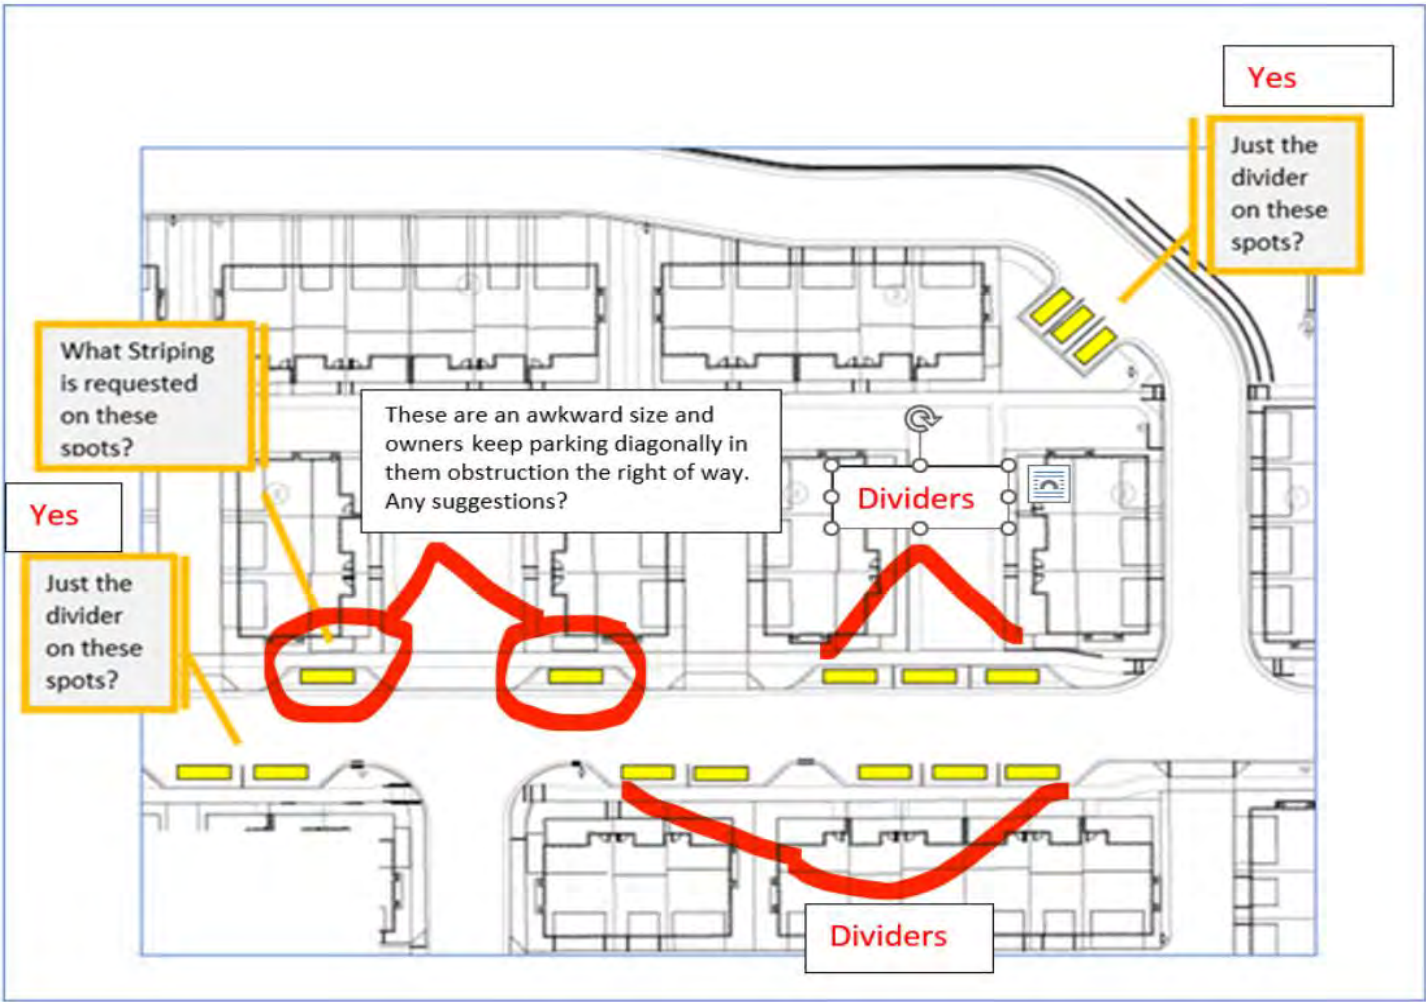 Yes
Just the
divider
on these
spots?
What Striping
is requested
on these
spots?
These are an awkward size and
owners keep parking diagonally in
them obstruction the right of way.
Any suggestions?
Dividers
Yes
Just the
divider
on these
spots?
Dividers